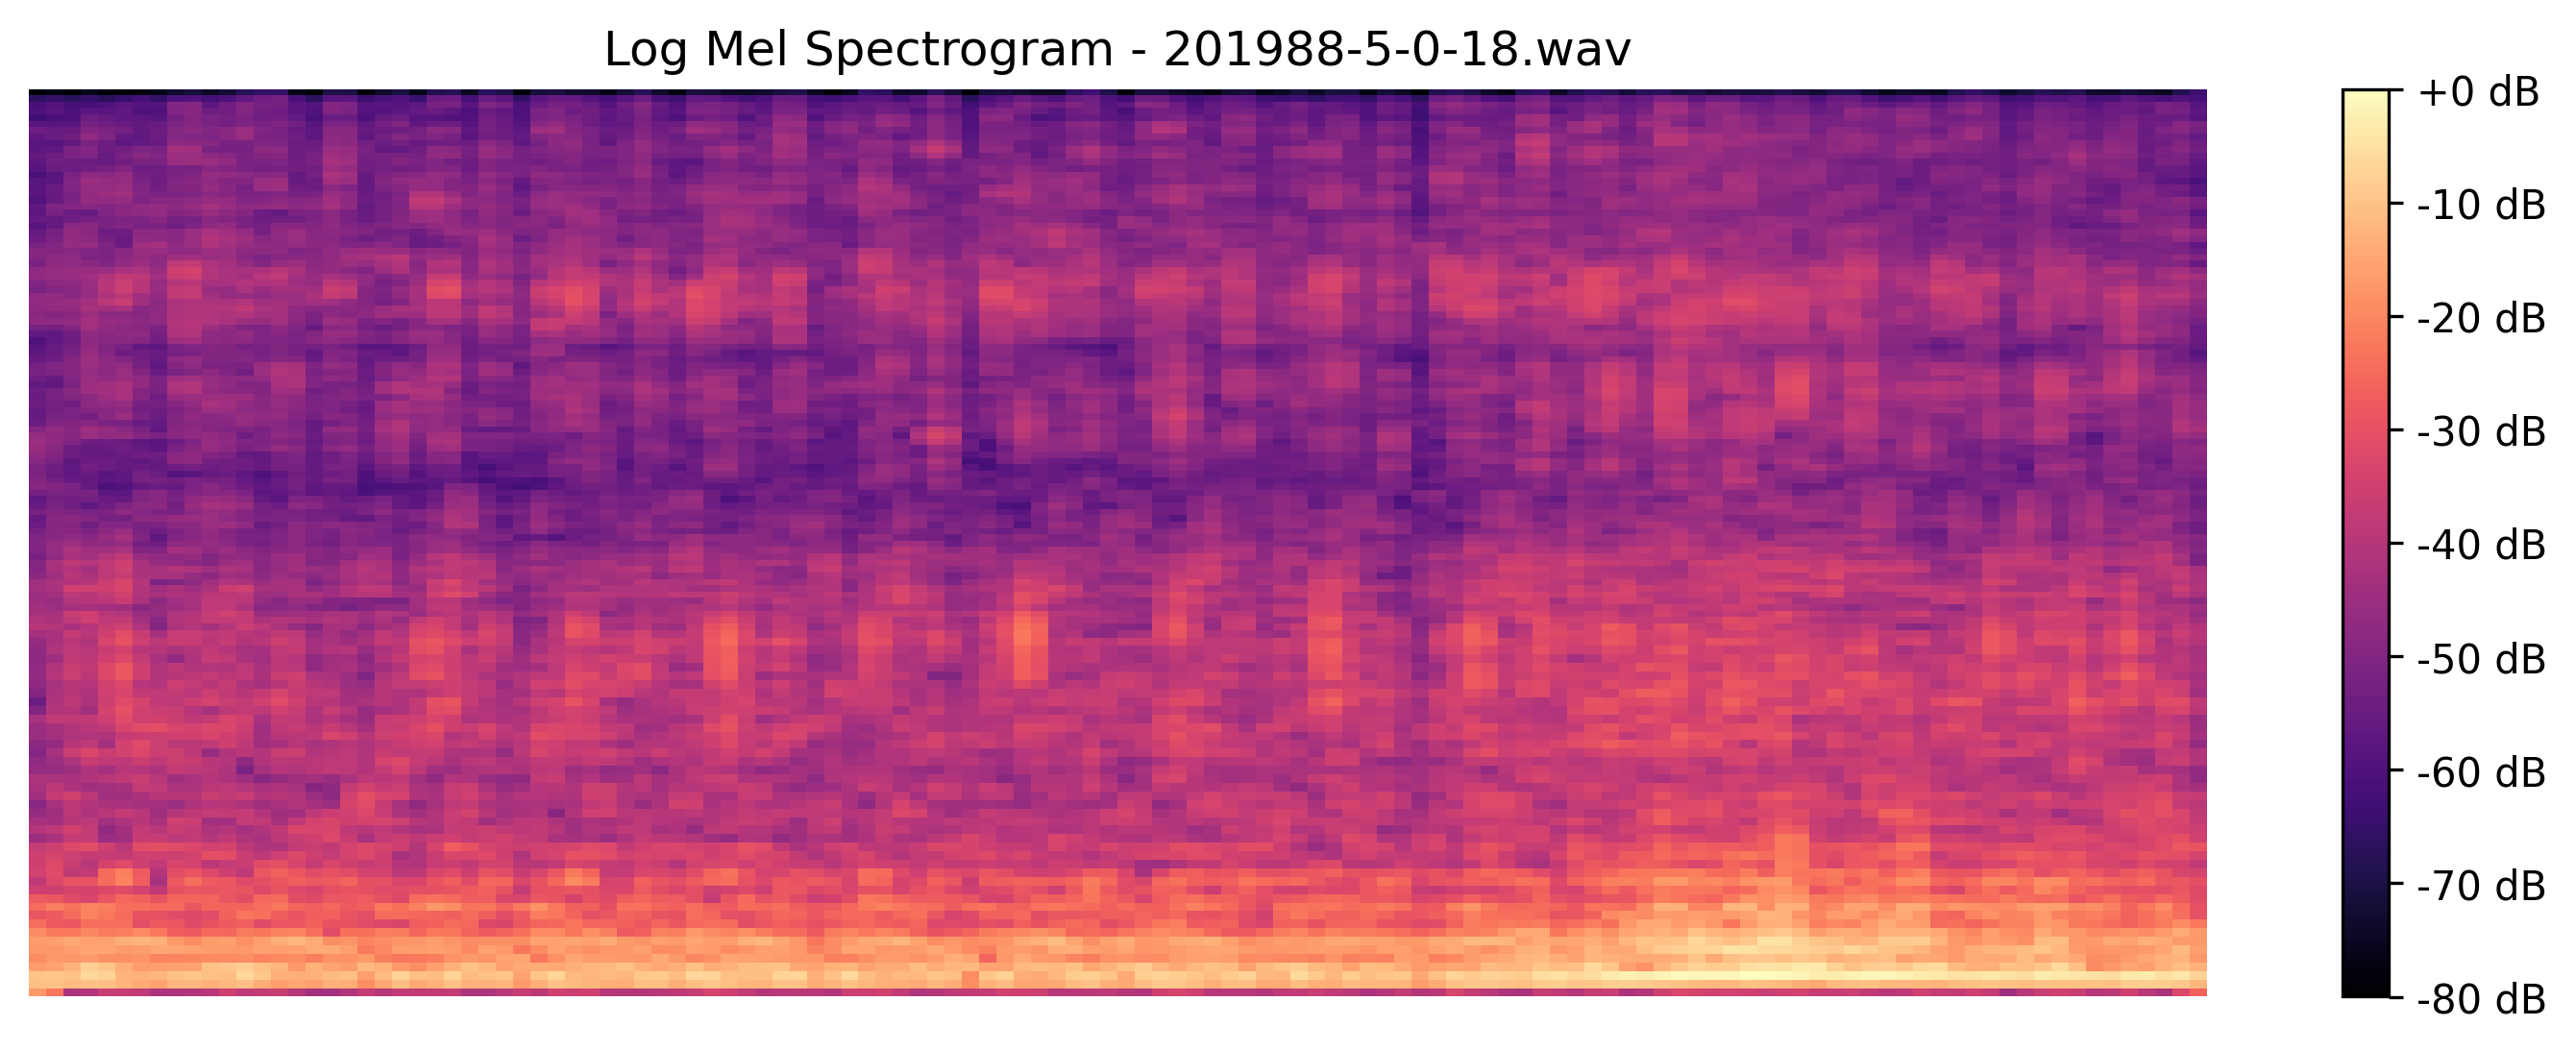 Log Mel Spectrogram - 201988-5-0-18.wav
+0 dB
-10 dB
-20 dB
-30 dB
-40 dB
-50 dB
-60 dB
-70 dB
-80 dB